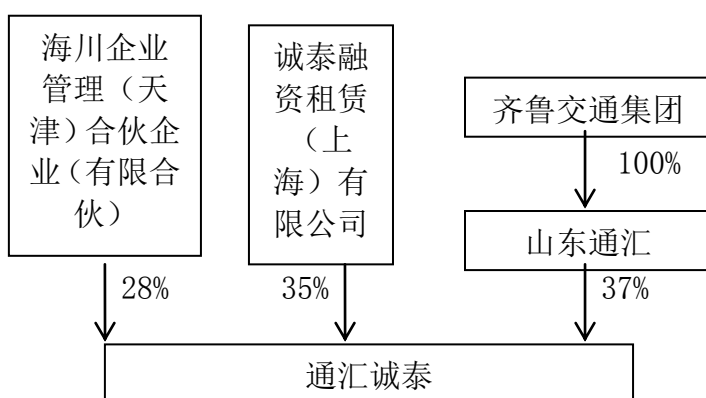 海川企业
管理（天
津）合伙企
业（有限合
伙）
诚泰融
资租赁
（上
海）有
限公司
齐鲁交通集团
100%
山东通汇
28%
35%
37%
通汇诚泰